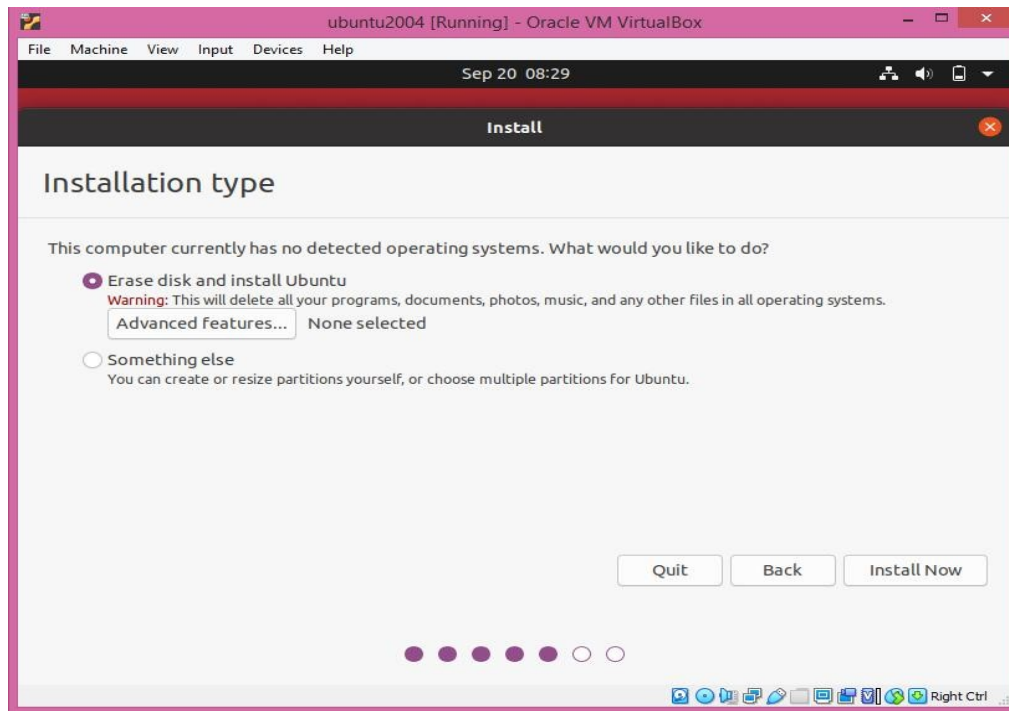 ubuntu2004 [Running] - Oracle VM VirtualBox
File Machine View Input Devices Help
Sep 20 08:29
Install
Installation type
This computer currently has no detected operating systems. What would you like to do?
Erase disk and install Ubuntu
Warning: This will delete all your programs, documents, photos, music, and any other files in all operating systems.
Advanced features... None selected
Something else
You can create or resize partitions yourself, or choose multiple partitions for Ubuntu.
Quit Back Install Now
Right Ctrl